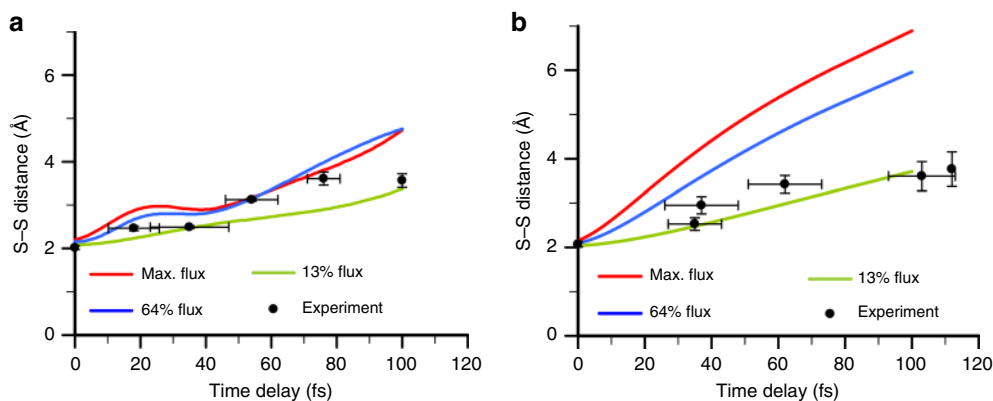 a
S–S distance (Å)
6
4
2
0
Max. flux
64% flux
13% flux
Experiment
0 20 40 60 80 100 120
Time delay (fs)
b
S–S distance (Å)
6
4
2
0
Max. flux
64% flux
13% flux
Experiment
0 20 40 60 80 100 120
Time delay (fs)